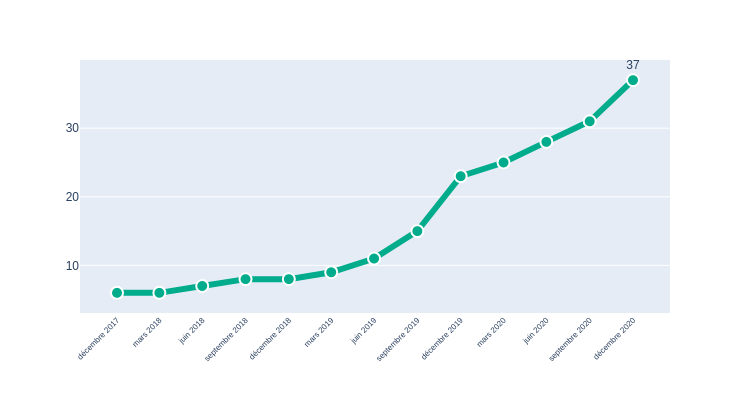 37
30
20
10
décembre 2017
mars 2018
juin 2018
septembre 2018
décembre 2018
mars 2019
juin 2019
septembre 2019
décembre 2019
mars 2020
juin 2020
septembre 2020
décembre 2020